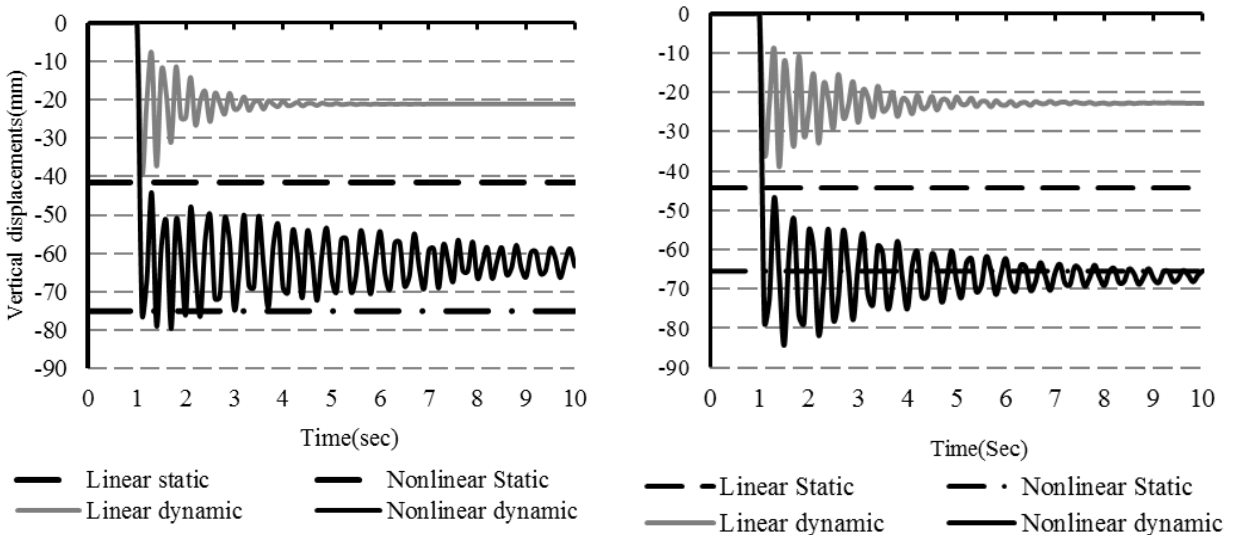 Vertical displacements(mm)
0
-10
-20
-30
-40
-50
-60
-70
-80
-90
0 1 2 3 4 5 6 7 8 9 10
Time(sec)
Linear static Nonlinear Static
Linear dynamic Nonlinear dynamic
0
-10
-20
-30
-40
-50
-60
-70
-80
-90
0 1 2 3 4 5 6 7 8 9 10
Time(Sec)
Linear Static Nonlinear Static
Linear dynamic Nonlinear dynamic